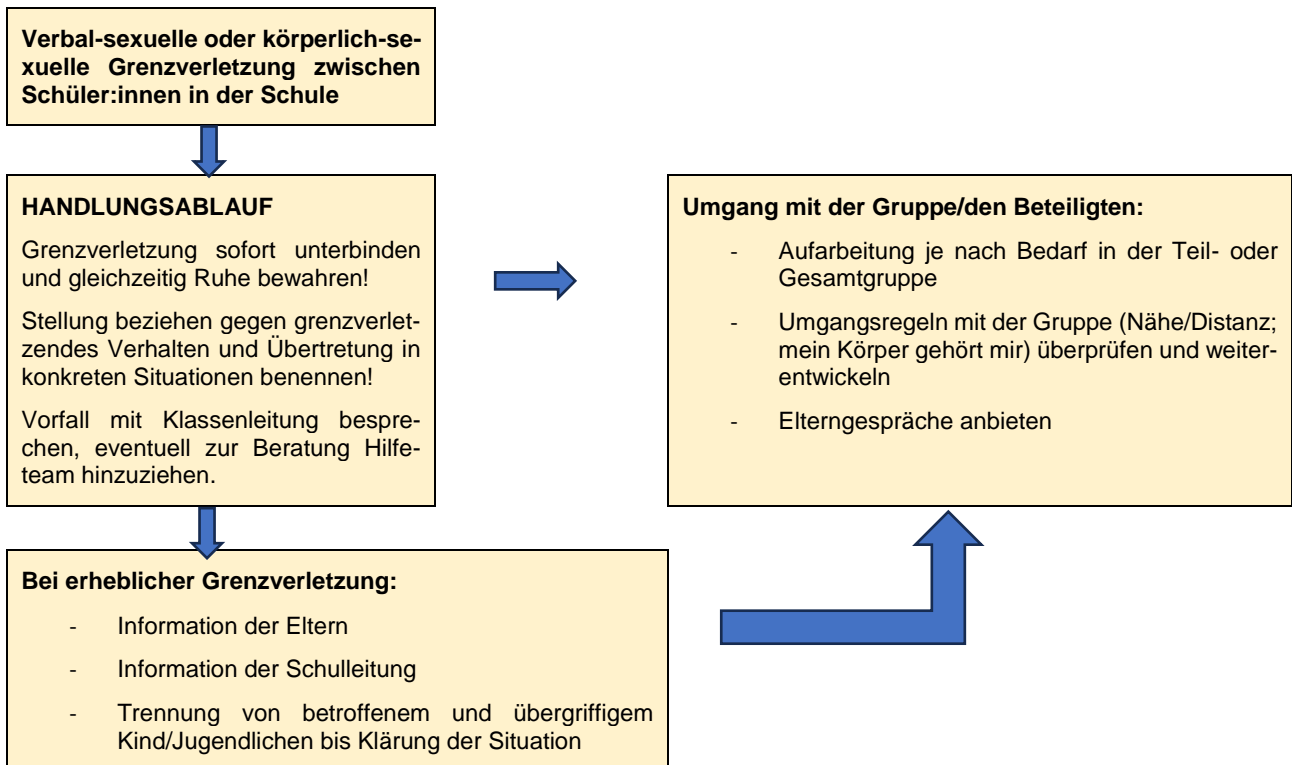 Verbal-sexuelle oder körperlich-se-
xuelle Grenzverletzung zwischen
Schüler:innen in der Schule
HANDLUNGSABLAUF
Grenzverletzung sofort unterbinden
und gleichzeitig Ruhe bewahren!
Stellung beziehen gegen grenzverlet-
zendes Verhalten und Übertretung in
konkreten Situationen benennen!
Vorfall mit Klassenleitung bespre-
chen, eventuell zur Beratung Hilfe-
team hinzuziehen.
Umgang mit der Gruppe/den Beteiligten:
- Aufarbeitung je nach Bedarf in der Teil- oder
Gesamtgruppe
- Umgangsregeln mit der Gruppe (Nähe/Distanz;
mein Körper gehört mir) überprüfen und weiter-
entwickeln
- Elterngespräche anbieten
Bei erheblicher Grenzverletzung:
- Information der Eltern
- Information der Schulleitung
- Trennung von betroffenem und übergriffigem
Kind/Jugendlichen bis Klärung der Situation